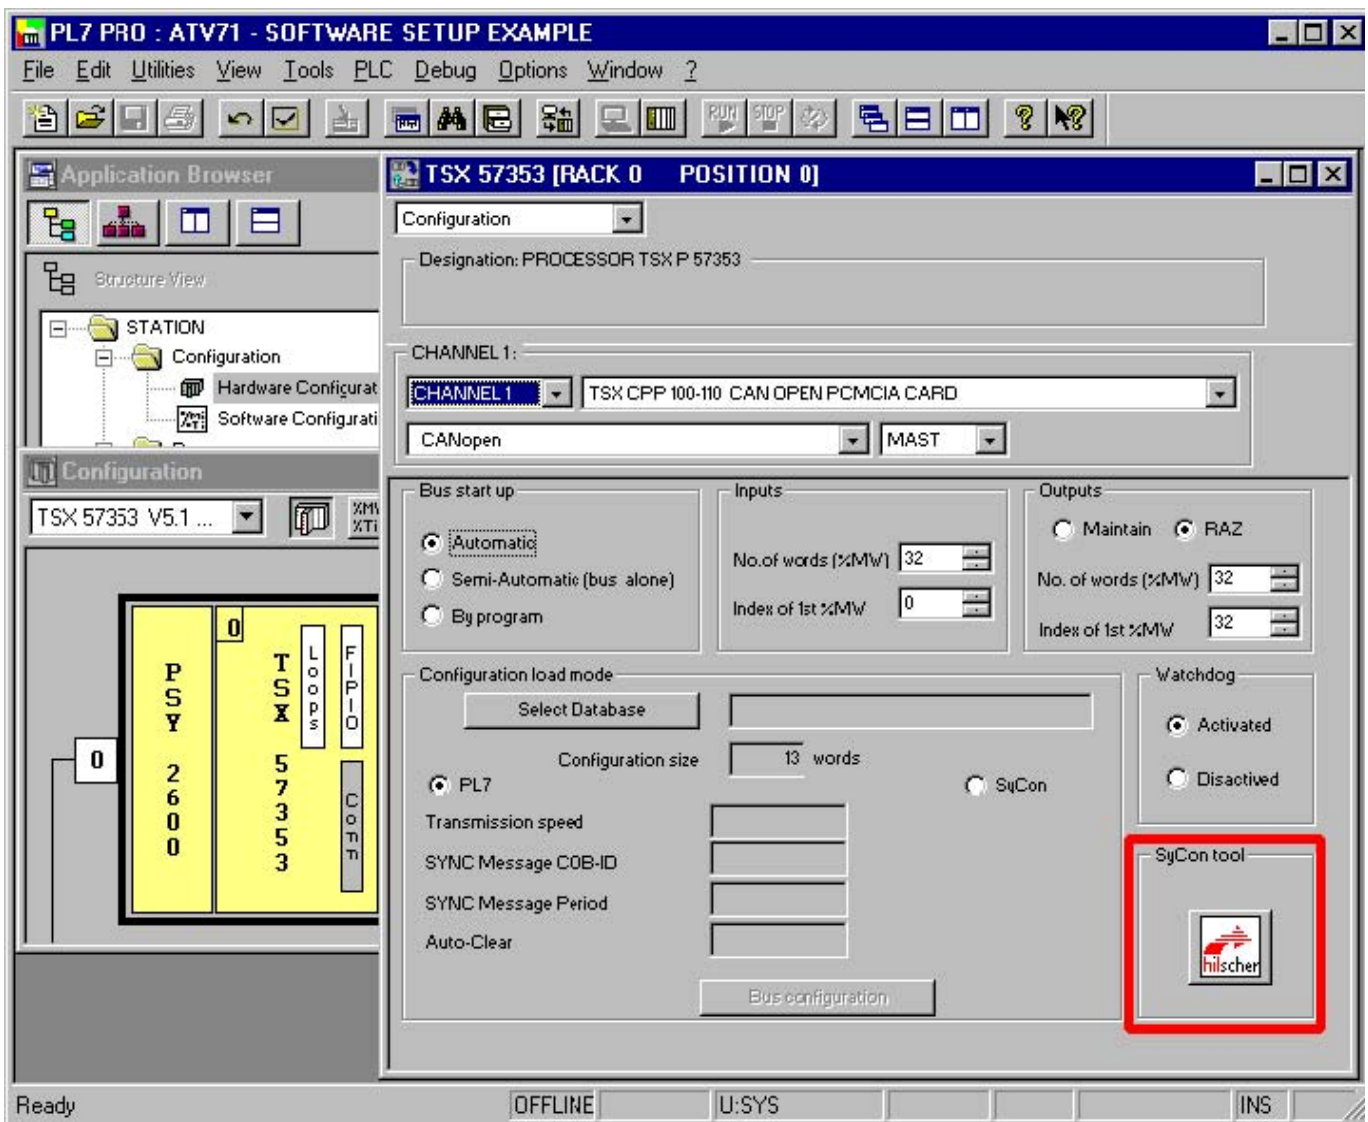 PL7 PRO : ATV71 - SOFTWARE SETUP EXAMPLE
File Edit Utilities View Tools PLC Debug Options Window ?
RUN STOP
Application Browser
Structure View
STATION
Configuration
Hardware Configurat
Software Configurati
Configuration
TSX 57353 V5.1 ...
0
PSY 2600
0
TSX 57353
Loops
FIPIO
Com
TSX 57353 [RACK 0 POSITION 0]
Configuration
Designation: PROCESSOR TSX P 57353
CHANNEL 1:
CHANNEL 1 TSX CPP 100-110 CAN OPEN PCMCIA CARD
CANopen MAST
Bus start up
Automatic
Semi-Automatic (bus alone)
By program
Inputs
No.of words (%MW) 32
Index of 1st %MW 0
Outputs
Maintain RAZ
No. of words (%MW) 32
Index of 1st %MW 32
Configuration load mode
Select Database
Configuration size 13 words
PL7 SyCon
Transmission speed
SYNC Message COB-ID
SYNC Message Period
Auto-Clear
Bus configuration
Watchdog
Activated
Disactived
SyCon tool
hilscher
Ready OFFLINE U:SYS INS